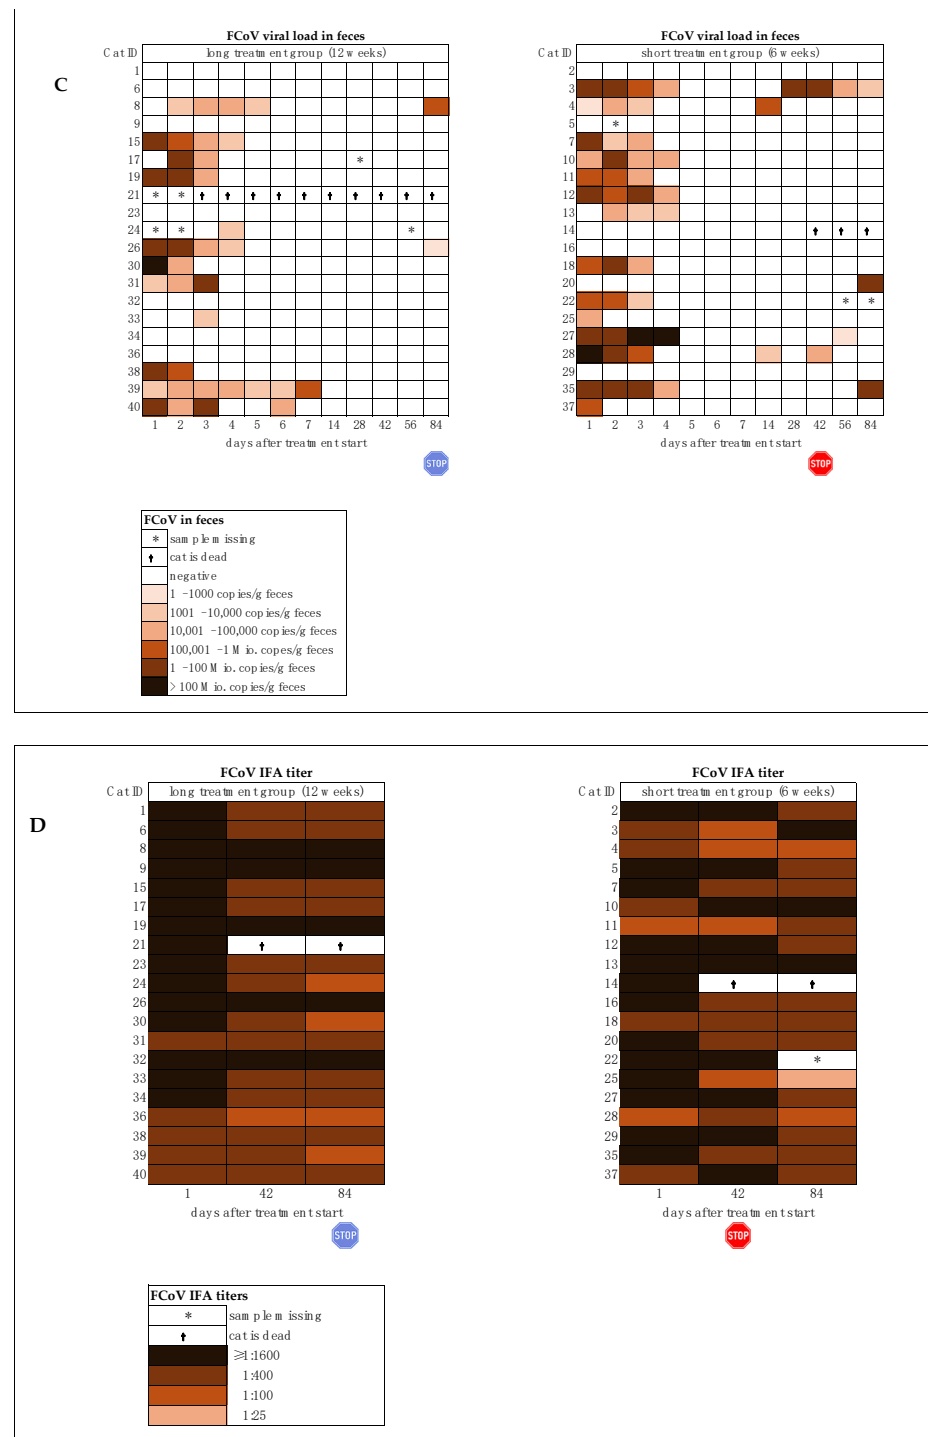 C
FCoV viral load in feces
Cat ID long treatment group (12 weeks)
1
6
8
9
15
17 *
19
21 * * † † † † † † † † † †
23
24 * * *
26
30
31
32
33
34
36
38
39
40
1 2 3 4 5 6 7 14 28 42 56 84
days after treatment start
STOP
FCoV viral load in feces
Cat ID short treatment group (6 weeks)
2
3
4
5 *
7
10
11
12
13
14 † † †
16
18
20
22 * *
25
27
28
29
35
37
1 2 3 4 5 6 7 14 28 42 56 84
days after treatment start
STOP
FCoV in feces
* sample missing
† cat is dead
negative
1 -1000 copies/g feces
1001 -10,000 copies/g feces
10,001 -100,000 copies/g feces
100,001 -1 Mio. copes/g feces
1 -100 Mio. copies/g feces
> 100 Mio. copies/g feces
D
FCoV IFA titer
Cat ID long treatment group (12 weeks)
1
6
8
9
15
17
19
21 † †
23
24
26
30
31
32
33
34
36
38
39
40
1 42 84
days after treatment start
STOP
FCoV IFA titer
Cat ID short treatment group (6 weeks)
2
3
4
5
7
10
11
12
13
14 † †
16
18
20
22 *
25
27
28
29
35
37
1 42 84
days after treatment start
STOP
FCoV IFA titers
* sample missing
† cat is dead
≥1:1600
1:400
1:100
1:25